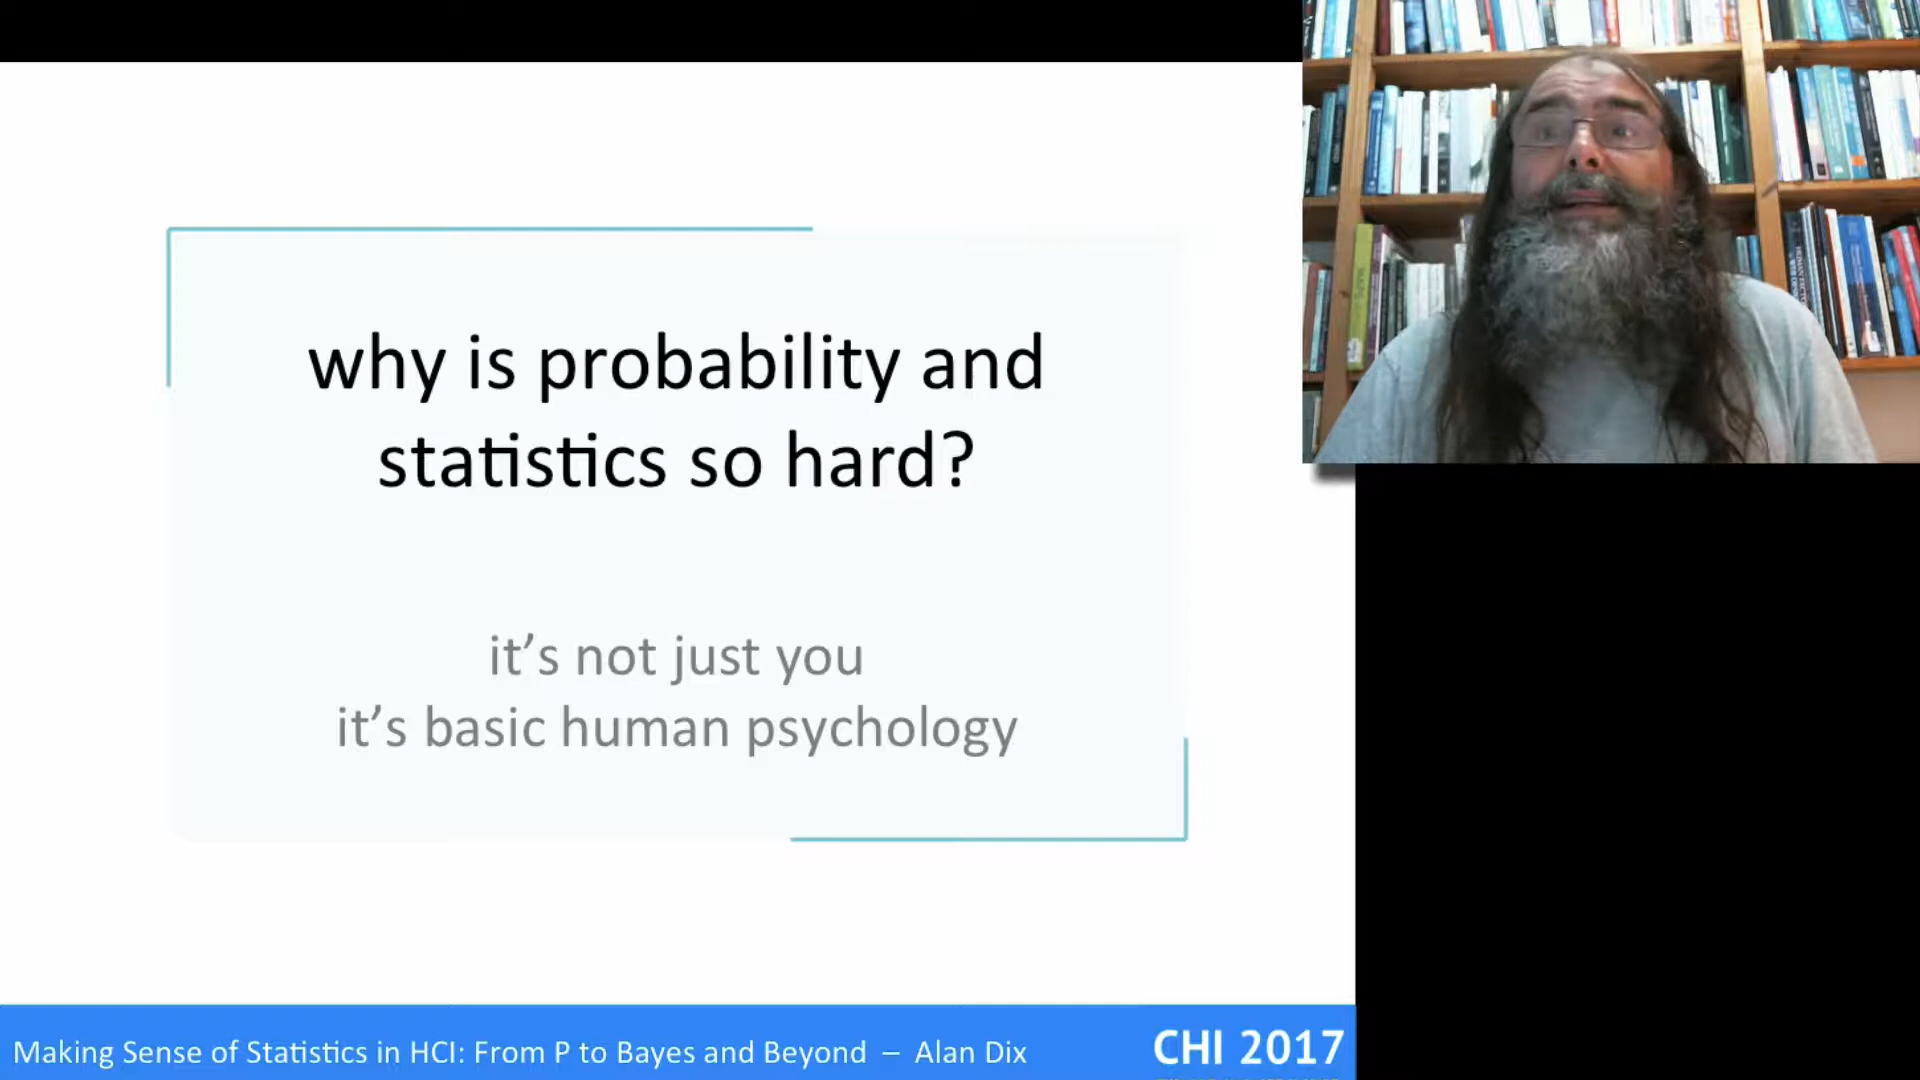 why is probability and
statistics so hard?
it’s not just you
it’s basic human psychology
Making Sense of Statistics in HCI: From P to Bayes and Beyond – Alan Dix
CHI 2017